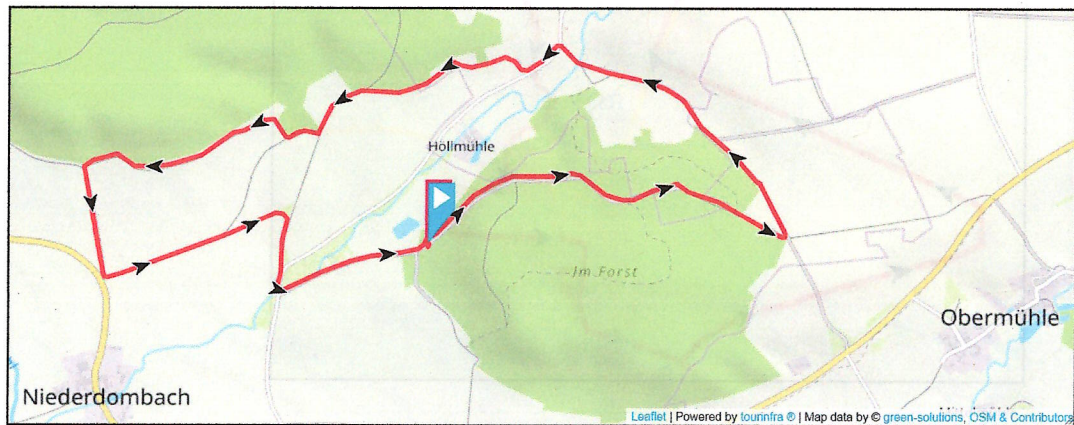 Höllmühle
Im Forst
Obermühle
Niederdombach
Leaflet | Powered by tourinfra ® | Map data by © green-solutions, OSM & Contributors